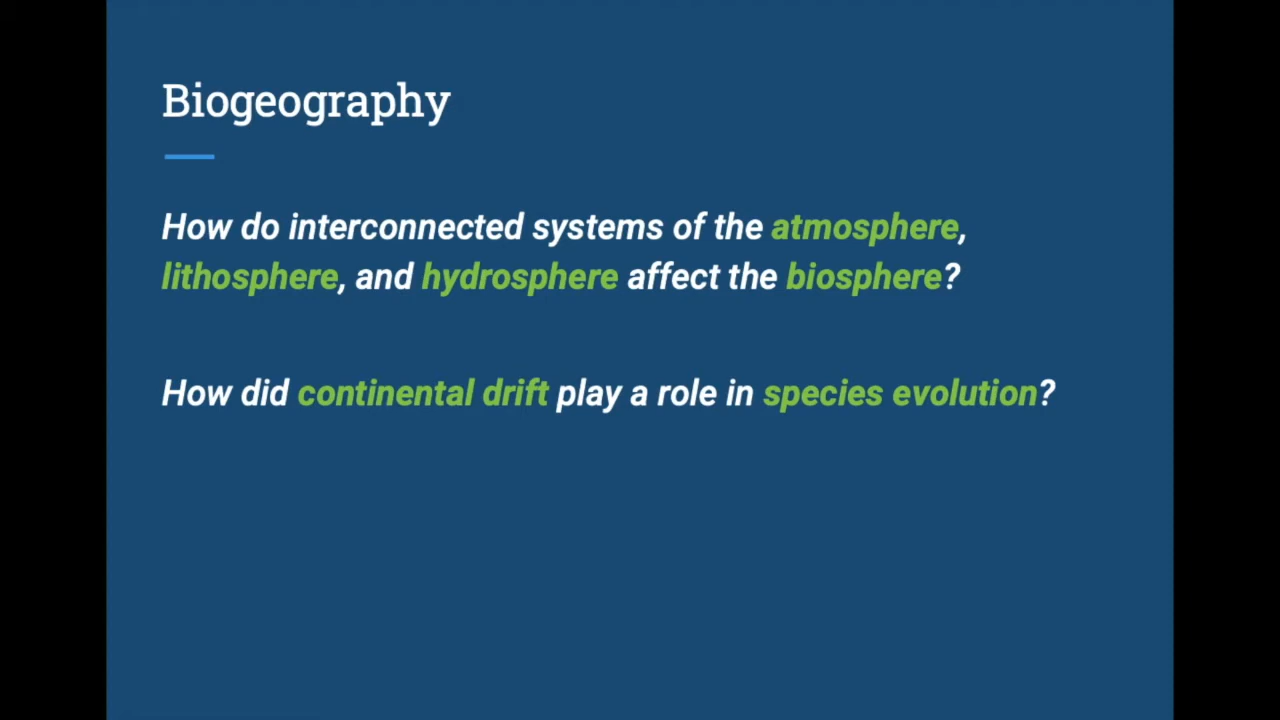 Biogeography
How do interconnected systems of the atmosphere,
lithosphere, and hydrosphere affect the biosphere?
How did continental drift play a role in species evolution?